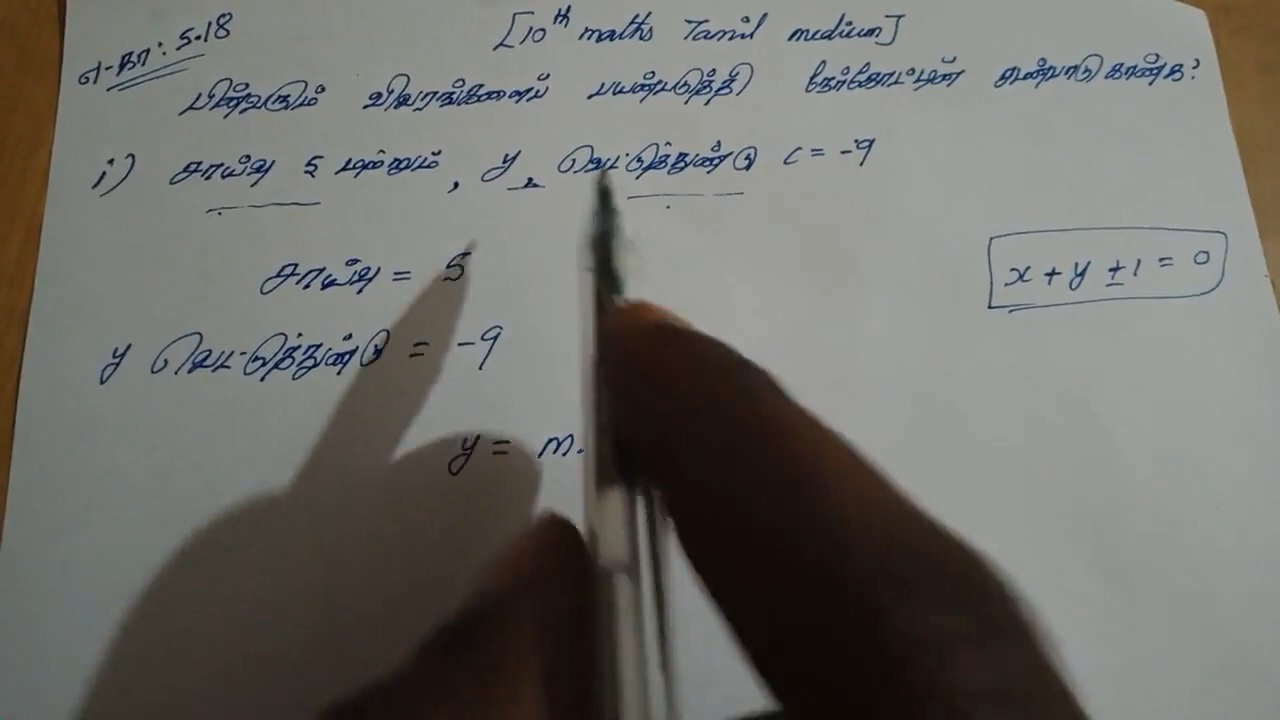 [10th maths Tamil medium]
எ-கா: 5.18
பின்வரும் விவரங்களைப் பயன்படுத்தி நேர்கோட்டின் சமன்பாடு காண்க?
i) சாய்வு 5 மற்றும், y வெட்டுத்துண்டு c = -9
சாய்வு = 5
x + y ± 1 = 0
y வெட்டுத்துண்டு = -9
y = m.